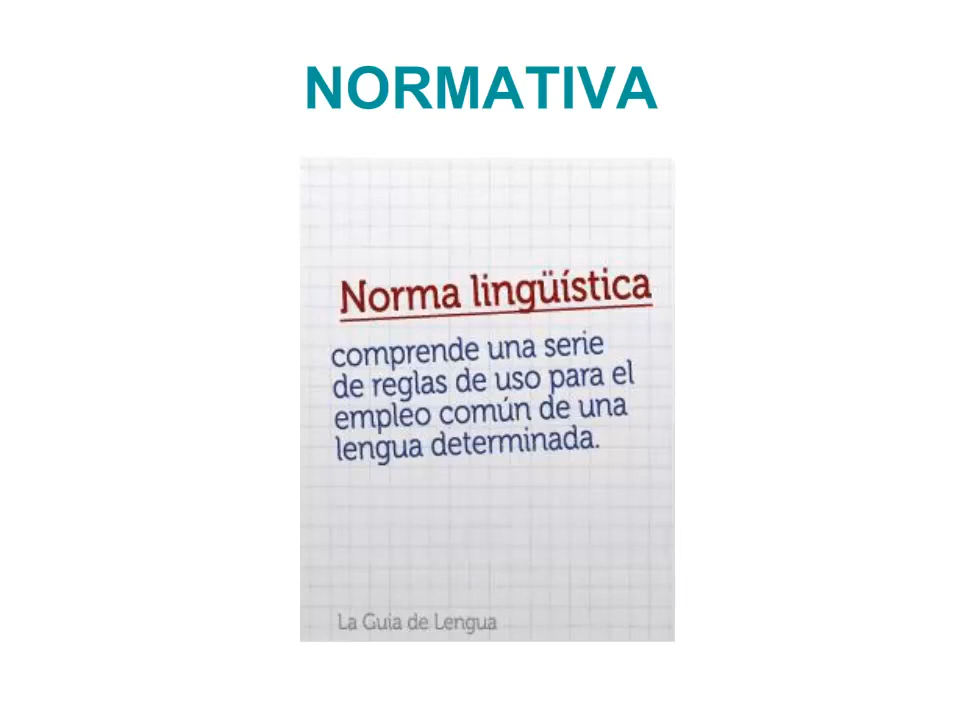 NORMATIVA
Norma lingüística
comprende una serie
de reglas de uso para el
empleo común de una
lengua determinada.
La Guia de Lengua